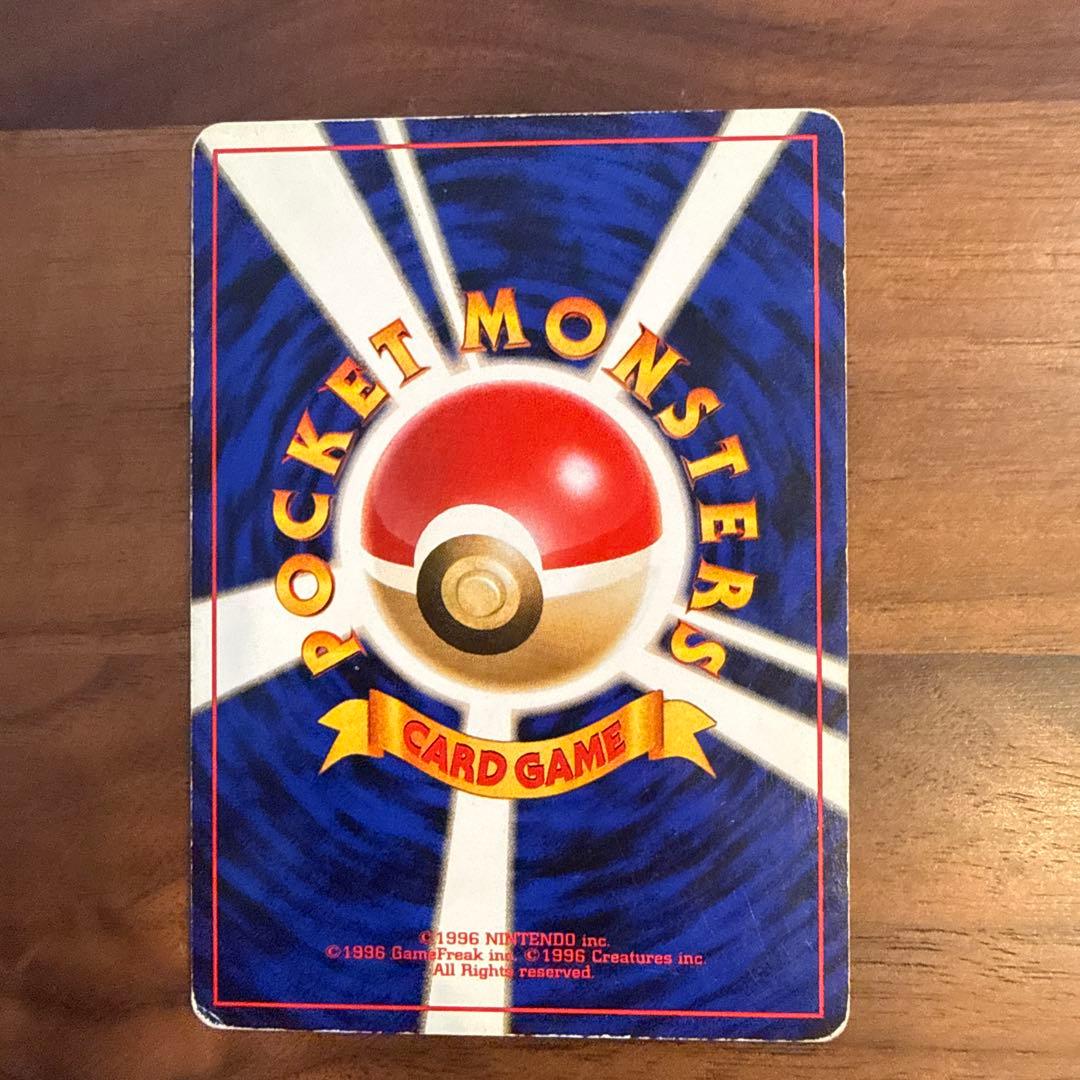 POCKET MONSTERS
CARD GAME
©1996 NINTENDO inc.
©1996 GameFreak inc. ©1996 Creatures inc.
All Rights reserved.